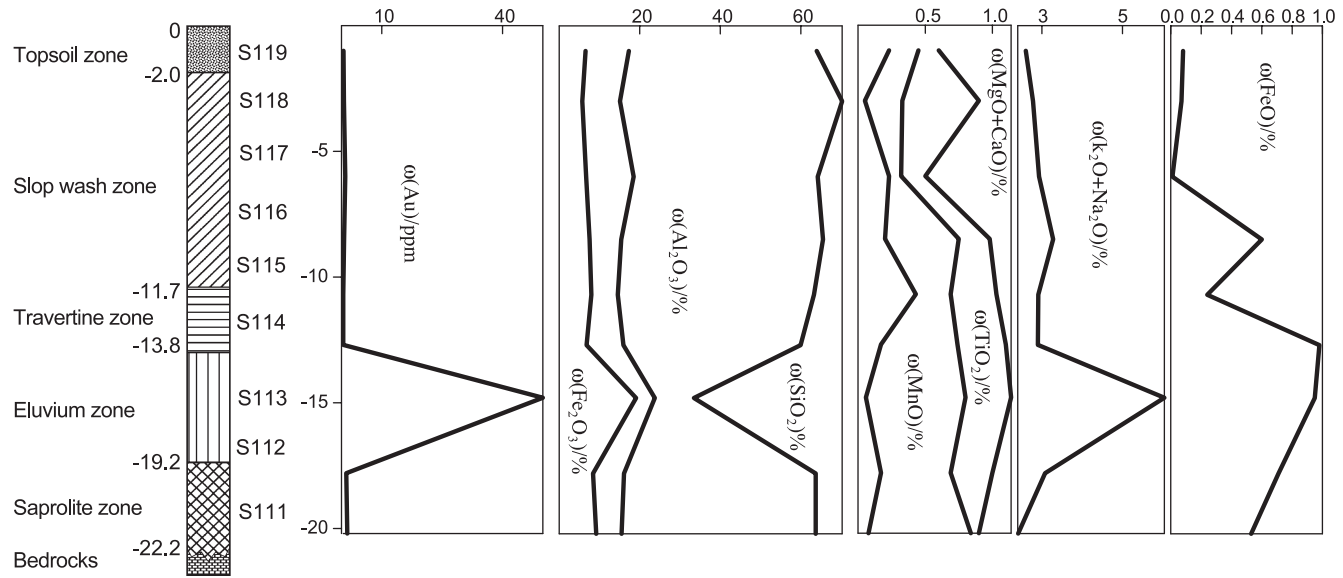 10 40 20 40 60 0.5 1.0 3 5 0.0 0.2 0.4 0.6 0.8 1.0
0
Topsoil zone S119
-2.0
S118
-5
S117
Slop wash zone
S116
S115
-10
-11.7
Travertine zone S114
-13.8
-15
Eluvium zone S113
S112
-19.2
Saprolite zone S111
-20
-22.2
Bedrocks
ω(Au)/ppm
ω(Fe₂O₃)/%
ω(Al₂O₃)/%
ω(SiO₂)%
ω(MnO)/%
ω(TiO₂)/%
ω(MgO+CaO)/%
ω(k₂O+Na₂O)/%
ω(FeO)/%